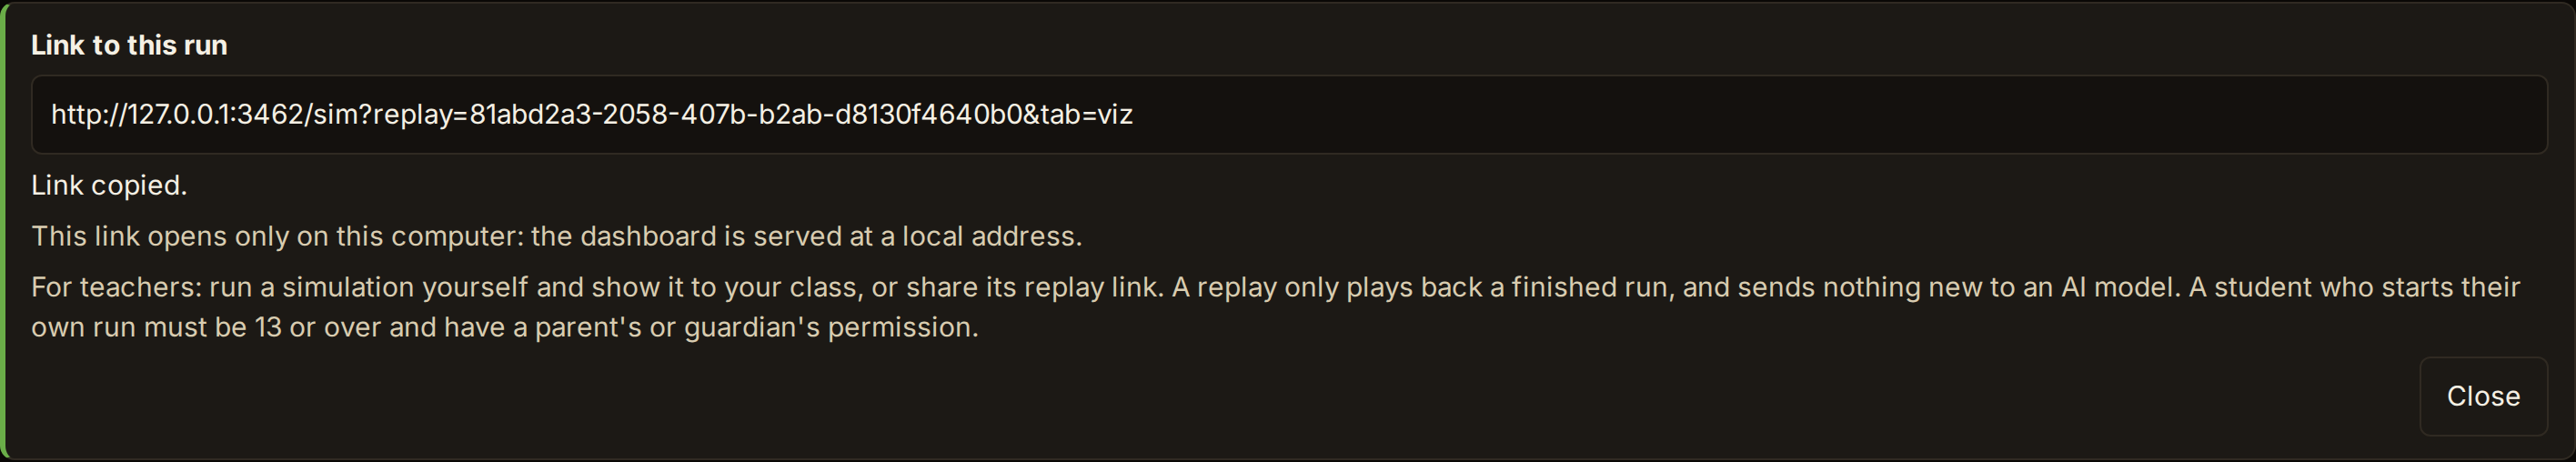 Link to this run
http://127.0.0.1:3462/sim?replay=81abd2a3-2058-407b-b2ab-d8130f4640b0&tab=viz
Link copied.
This link opens only on this computer: the dashboard is served at a local address.
For teachers: run a simulation yourself and show it to your class, or share its replay link. A replay only plays back a finished run, and sends nothing new to an AI model. A student who starts their
own run must be 13 or over and have a parent's or guardian's permission.
Close